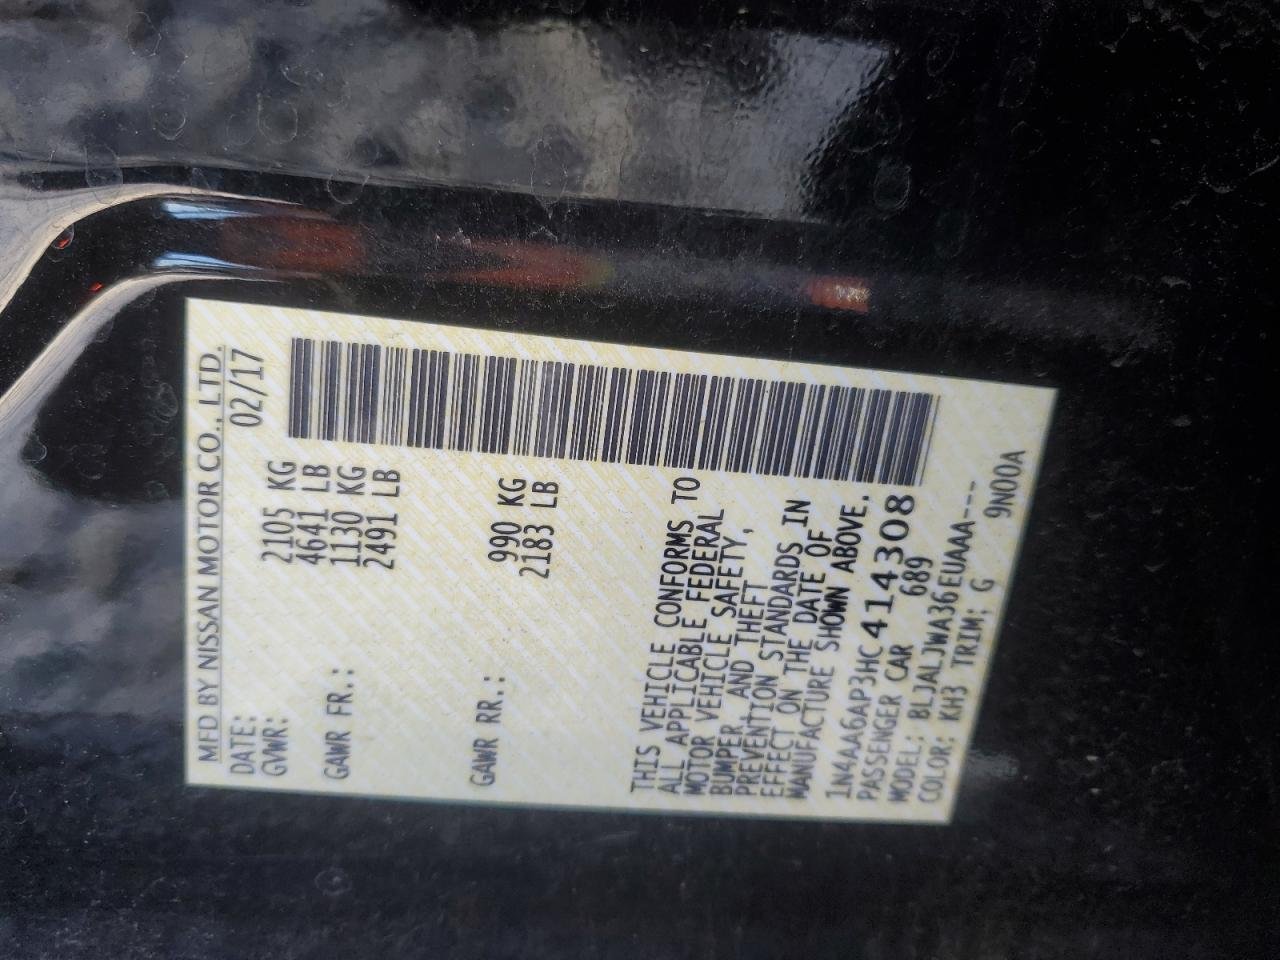 MFD BY NISSAN MOTOR CO., LTD.
DATE: 02/17
GVWR: 2105 KG
4641 LB
GAWR FR.: 1130 KG
2491 LB
GAWR RR.: 990 KG
2183 LB
THIS VEHICLE CONFORMS TO
ALL APPLICABLE FEDERAL
MOTOR VEHICLE SAFETY,
BUMPER, AND THEFT
PREVENTION STANDARDS IN
EFFECT ON THE DATE OF
MANUFACTURE SHOWN ABOVE.
1N4AA6AP3HC414308
PASSENGER CAR 689
MODEL: BLJALJWA36EUAAA---
COLOR: KH3 TRIM: G 9N00A